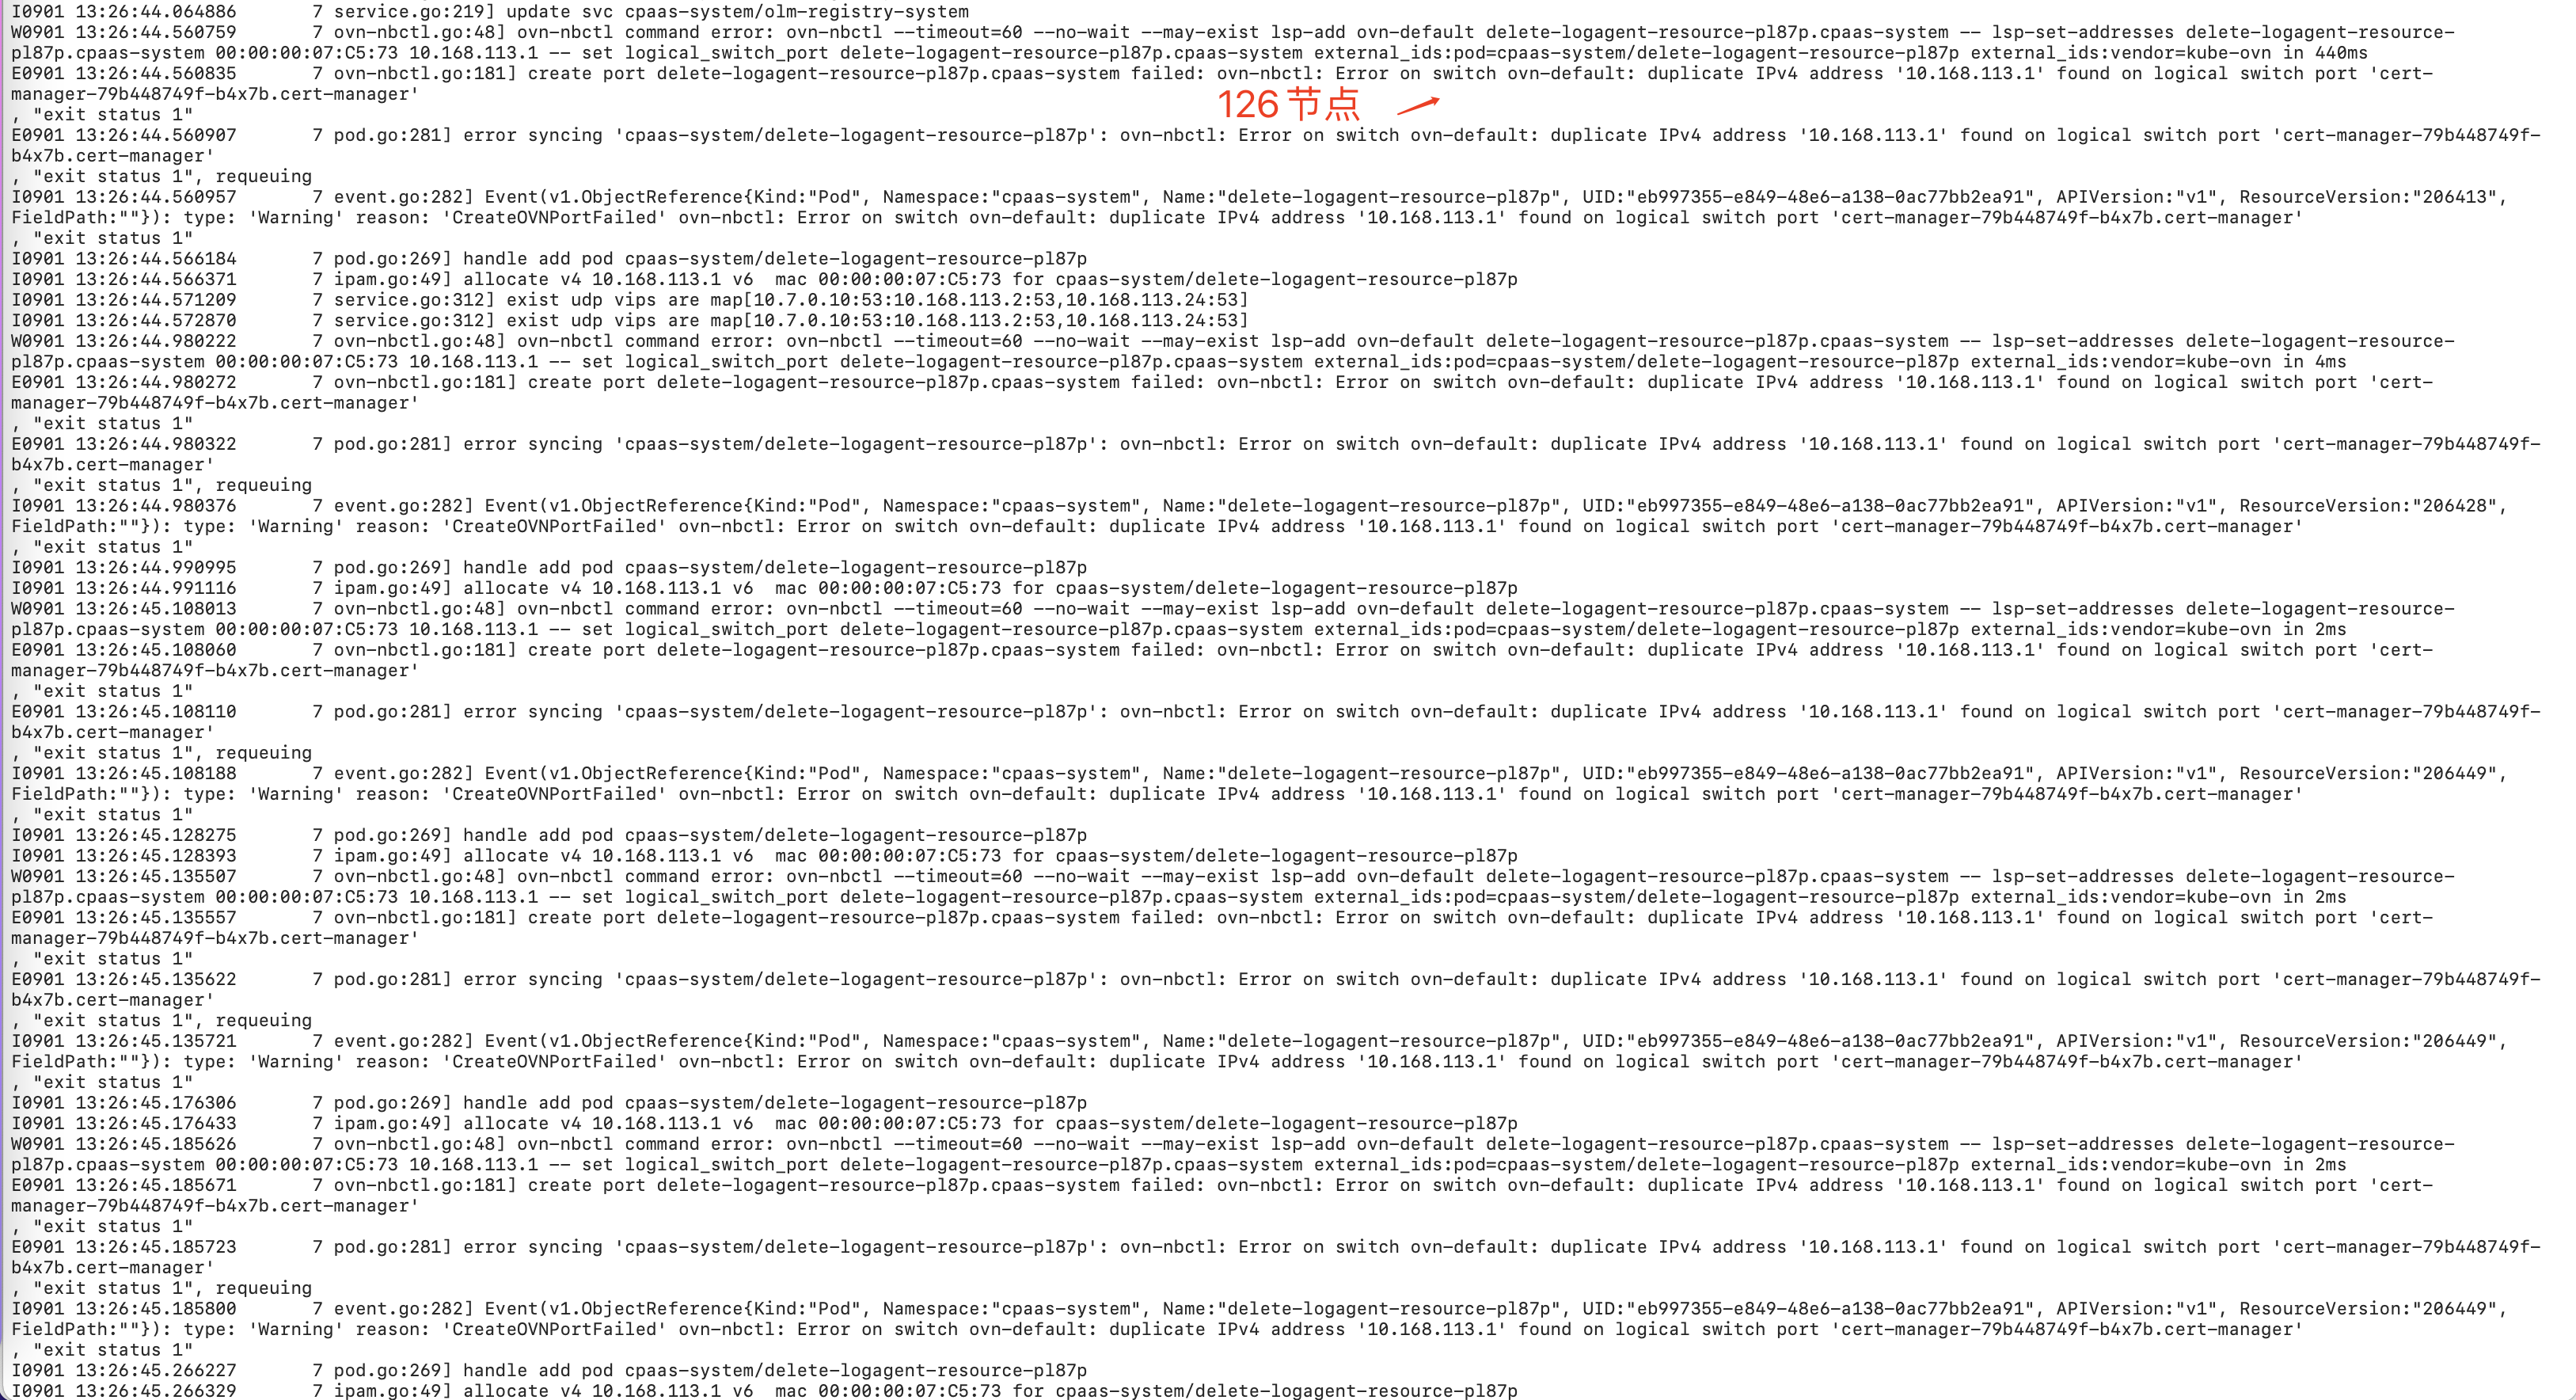 I0901 13:26:44.064886       7 service.go:219] update svc cpaas-system/olm-registry-system
W0901 13:26:44.560759       7 ovn-nbctl.go:48] ovn-nbctl command error: ovn-nbctl --timeout=60 --no-wait --may-exist lsp-add ovn-default delete-logagent-resource-pl87p.cpaas-system -- lsp-set-addresses delete-logagent-resource-
pl87p.cpaas-system 00:00:00:07:C5:73 10.168.113.1 -- set logical_switch_port delete-logagent-resource-pl87p.cpaas-system external_ids:pod=cpaas-system/delete-logagent-resource-pl87p external_ids:vendor=kube-ovn in 440ms
E0901 13:26:44.560835       7 ovn-nbctl.go:181] create port delete-logagent-resource-pl87p.cpaas-system failed: ovn-nbctl: Error on switch ovn-default: duplicate IPv4 address '10.168.113.1' found on logical switch port 'cert-
manager-79b448749f-b4x7b.cert-manager'
126节点
, "exit status 1"
E0901 13:26:44.560907       7 pod.go:281] error syncing 'cpaas-system/delete-logagent-resource-pl87p': ovn-nbctl: Error on switch ovn-default: duplicate IPv4 address '10.168.113.1' found on logical switch port 'cert-manager-79b448749f-
b4x7b.cert-manager'
, "exit status 1", requeuing
I0901 13:26:44.560957       7 event.go:282] Event(v1.ObjectReference{Kind:"Pod", Namespace:"cpaas-system", Name:"delete-logagent-resource-pl87p", UID:"eb997355-e849-48e6-a138-0ac77bb2ea91", APIVersion:"v1", ResourceVersion:"206413",
FieldPath:""}): type: 'Warning' reason: 'CreateOVNPortFailed' ovn-nbctl: Error on switch ovn-default: duplicate IPv4 address '10.168.113.1' found on logical switch port 'cert-manager-79b448749f-b4x7b.cert-manager'
, "exit status 1"
I0901 13:26:44.566184       7 pod.go:269] handle add pod cpaas-system/delete-logagent-resource-pl87p
I0901 13:26:44.566371       7 ipam.go:49] allocate v4 10.168.113.1 v6  mac 00:00:00:07:C5:73 for cpaas-system/delete-logagent-resource-pl87p
I0901 13:26:44.571209       7 service.go:312] exist udp vips are map[10.7.0.10:53:10.168.113.2:53,10.168.113.24:53]
I0901 13:26:44.572870       7 service.go:312] exist udp vips are map[10.7.0.10:53:10.168.113.2:53,10.168.113.24:53]
W0901 13:26:44.980222       7 ovn-nbctl.go:48] ovn-nbctl command error: ovn-nbctl --timeout=60 --no-wait --may-exist lsp-add ovn-default delete-logagent-resource-pl87p.cpaas-system -- lsp-set-addresses delete-logagent-resource-
pl87p.cpaas-system 00:00:00:07:C5:73 10.168.113.1 -- set logical_switch_port delete-logagent-resource-pl87p.cpaas-system external_ids:pod=cpaas-system/delete-logagent-resource-pl87p external_ids:vendor=kube-ovn in 4ms
E0901 13:26:44.980272       7 ovn-nbctl.go:181] create port delete-logagent-resource-pl87p.cpaas-system failed: ovn-nbctl: Error on switch ovn-default: duplicate IPv4 address '10.168.113.1' found on logical switch port 'cert-
manager-79b448749f-b4x7b.cert-manager'
, "exit status 1"
E0901 13:26:44.980322       7 pod.go:281] error syncing 'cpaas-system/delete-logagent-resource-pl87p': ovn-nbctl: Error on switch ovn-default: duplicate IPv4 address '10.168.113.1' found on logical switch port 'cert-manager-79b448749f-
b4x7b.cert-manager'
, "exit status 1", requeuing
I0901 13:26:44.980376       7 event.go:282] Event(v1.ObjectReference{Kind:"Pod", Namespace:"cpaas-system", Name:"delete-logagent-resource-pl87p", UID:"eb997355-e849-48e6-a138-0ac77bb2ea91", APIVersion:"v1", ResourceVersion:"206428",
FieldPath:""}): type: 'Warning' reason: 'CreateOVNPortFailed' ovn-nbctl: Error on switch ovn-default: duplicate IPv4 address '10.168.113.1' found on logical switch port 'cert-manager-79b448749f-b4x7b.cert-manager'
, "exit status 1"
I0901 13:26:44.990995       7 pod.go:269] handle add pod cpaas-system/delete-logagent-resource-pl87p
I0901 13:26:44.991116       7 ipam.go:49] allocate v4 10.168.113.1 v6  mac 00:00:00:07:C5:73 for cpaas-system/delete-logagent-resource-pl87p
W0901 13:26:45.108013       7 ovn-nbctl.go:48] ovn-nbctl command error: ovn-nbctl --timeout=60 --no-wait --may-exist lsp-add ovn-default delete-logagent-resource-pl87p.cpaas-system -- lsp-set-addresses delete-logagent-resource-
pl87p.cpaas-system 00:00:00:07:C5:73 10.168.113.1 -- set logical_switch_port delete-logagent-resource-pl87p.cpaas-system external_ids:pod=cpaas-system/delete-logagent-resource-pl87p external_ids:vendor=kube-ovn in 2ms
E0901 13:26:45.108060       7 ovn-nbctl.go:181] create port delete-logagent-resource-pl87p.cpaas-system failed: ovn-nbctl: Error on switch ovn-default: duplicate IPv4 address '10.168.113.1' found on logical switch port 'cert-
manager-79b448749f-b4x7b.cert-manager'
, "exit status 1"
E0901 13:26:45.108110       7 pod.go:281] error syncing 'cpaas-system/delete-logagent-resource-pl87p': ovn-nbctl: Error on switch ovn-default: duplicate IPv4 address '10.168.113.1' found on logical switch port 'cert-manager-79b448749f-
b4x7b.cert-manager'
, "exit status 1", requeuing
I0901 13:26:45.108188       7 event.go:282] Event(v1.ObjectReference{Kind:"Pod", Namespace:"cpaas-system", Name:"delete-logagent-resource-pl87p", UID:"eb997355-e849-48e6-a138-0ac77bb2ea91", APIVersion:"v1", ResourceVersion:"206449",
FieldPath:""}): type: 'Warning' reason: 'CreateOVNPortFailed' ovn-nbctl: Error on switch ovn-default: duplicate IPv4 address '10.168.113.1' found on logical switch port 'cert-manager-79b448749f-b4x7b.cert-manager'
, "exit status 1"
I0901 13:26:45.128275       7 pod.go:269] handle add pod cpaas-system/delete-logagent-resource-pl87p
I0901 13:26:45.128393       7 ipam.go:49] allocate v4 10.168.113.1 v6  mac 00:00:00:07:C5:73 for cpaas-system/delete-logagent-resource-pl87p
W0901 13:26:45.135507       7 ovn-nbctl.go:48] ovn-nbctl command error: ovn-nbctl --timeout=60 --no-wait --may-exist lsp-add ovn-default delete-logagent-resource-pl87p.cpaas-system -- lsp-set-addresses delete-logagent-resource-
pl87p.cpaas-system 00:00:00:07:C5:73 10.168.113.1 -- set logical_switch_port delete-logagent-resource-pl87p.cpaas-system external_ids:pod=cpaas-system/delete-logagent-resource-pl87p external_ids:vendor=kube-ovn in 2ms
E0901 13:26:45.135557       7 ovn-nbctl.go:181] create port delete-logagent-resource-pl87p.cpaas-system failed: ovn-nbctl: Error on switch ovn-default: duplicate IPv4 address '10.168.113.1' found on logical switch port 'cert-
manager-79b448749f-b4x7b.cert-manager'
, "exit status 1"
E0901 13:26:45.135622       7 pod.go:281] error syncing 'cpaas-system/delete-logagent-resource-pl87p': ovn-nbctl: Error on switch ovn-default: duplicate IPv4 address '10.168.113.1' found on logical switch port 'cert-manager-79b448749f-
b4x7b.cert-manager'
, "exit status 1", requeuing
I0901 13:26:45.135721       7 event.go:282] Event(v1.ObjectReference{Kind:"Pod", Namespace:"cpaas-system", Name:"delete-logagent-resource-pl87p", UID:"eb997355-e849-48e6-a138-0ac77bb2ea91", APIVersion:"v1", ResourceVersion:"206449",
FieldPath:""}): type: 'Warning' reason: 'CreateOVNPortFailed' ovn-nbctl: Error on switch ovn-default: duplicate IPv4 address '10.168.113.1' found on logical switch port 'cert-manager-79b448749f-b4x7b.cert-manager'
, "exit status 1"
I0901 13:26:45.176306       7 pod.go:269] handle add pod cpaas-system/delete-logagent-resource-pl87p
I0901 13:26:45.176433       7 ipam.go:49] allocate v4 10.168.113.1 v6  mac 00:00:00:07:C5:73 for cpaas-system/delete-logagent-resource-pl87p
W0901 13:26:45.185626       7 ovn-nbctl.go:48] ovn-nbctl command error: ovn-nbctl --timeout=60 --no-wait --may-exist lsp-add ovn-default delete-logagent-resource-pl87p.cpaas-system -- lsp-set-addresses delete-logagent-resource-
pl87p.cpaas-system 00:00:00:07:C5:73 10.168.113.1 -- set logical_switch_port delete-logagent-resource-pl87p.cpaas-system external_ids:pod=cpaas-system/delete-logagent-resource-pl87p external_ids:vendor=kube-ovn in 2ms
E0901 13:26:45.185671       7 ovn-nbctl.go:181] create port delete-logagent-resource-pl87p.cpaas-system failed: ovn-nbctl: Error on switch ovn-default: duplicate IPv4 address '10.168.113.1' found on logical switch port 'cert-
manager-79b448749f-b4x7b.cert-manager'
, "exit status 1"
E0901 13:26:45.185723       7 pod.go:281] error syncing 'cpaas-system/delete-logagent-resource-pl87p': ovn-nbctl: Error on switch ovn-default: duplicate IPv4 address '10.168.113.1' found on logical switch port 'cert-manager-79b448749f-
b4x7b.cert-manager'
, "exit status 1", requeuing
I0901 13:26:45.185800       7 event.go:282] Event(v1.ObjectReference{Kind:"Pod", Namespace:"cpaas-system", Name:"delete-logagent-resource-pl87p", UID:"eb997355-e849-48e6-a138-0ac77bb2ea91", APIVersion:"v1", ResourceVersion:"206449",
FieldPath:""}): type: 'Warning' reason: 'CreateOVNPortFailed' ovn-nbctl: Error on switch ovn-default: duplicate IPv4 address '10.168.113.1' found on logical switch port 'cert-manager-79b448749f-b4x7b.cert-manager'
, "exit status 1"
I0901 13:26:45.266227       7 pod.go:269] handle add pod cpaas-system/delete-logagent-resource-pl87p
I0901 13:26:45.266329       7 ipam.go:49] allocate v4 10.168.113.1 v6  mac 00:00:00:07:C5:73 for cpaas-system/delete-logagent-resource-pl87p